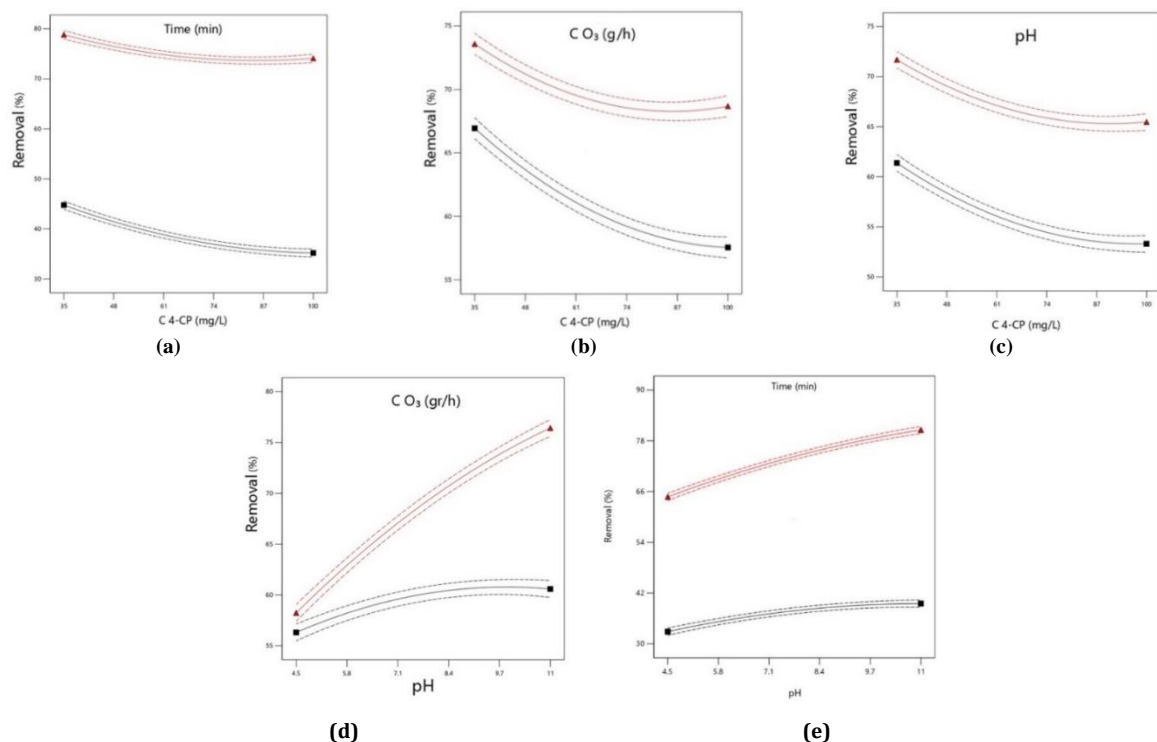 Time (min)
Removal (%)
80
70
60
50
40
30
35 48 61 74 87 100
C 4-CP (mg/L)
(a)
C O₃ (g/h)
Removal (%)
75
70
65
60
55
35 48 61 74 87 100
C 4-CP (mg/L)
(b)
pH
Removal (%)
75
70
65
60
55
50
35 48 61 74 87 100
C 4-CP (mg/L)
(c)
C O₃ (gr/h)
Removal (%)
80
75
70
65
60
55
4.5 5.8 7.1 8.4 9.7 11
pH
(d)
Time (min)
Removal (%)
90
78
66
54
42
30
4.5 5.8 7.1 8.4 9.7 11
pH
(e)